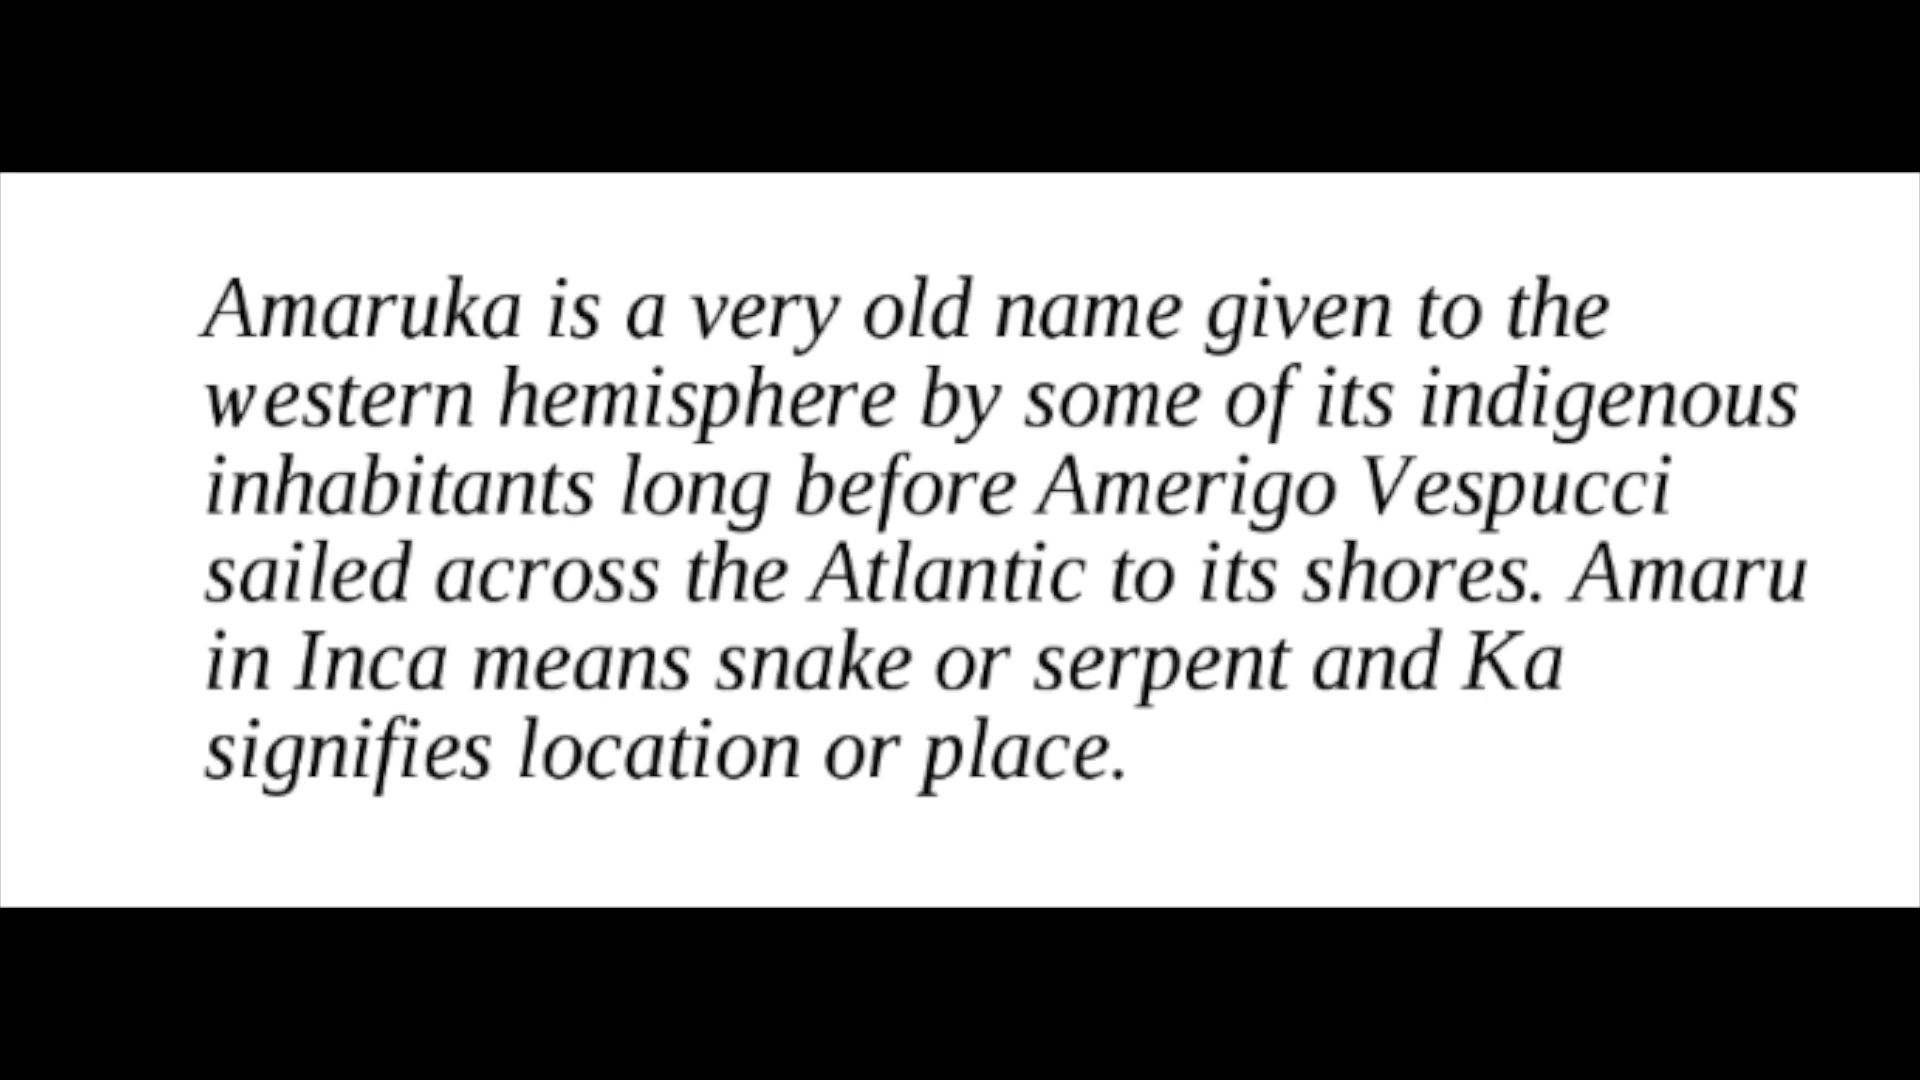 Amaruka is a very old name given to the
western hemisphere by some of its indigenous
inhabitants long before Amerigo Vespucci
sailed across the Atlantic to its shores. Amaru
in Inca means snake or serpent and Ka
signifies location or place.